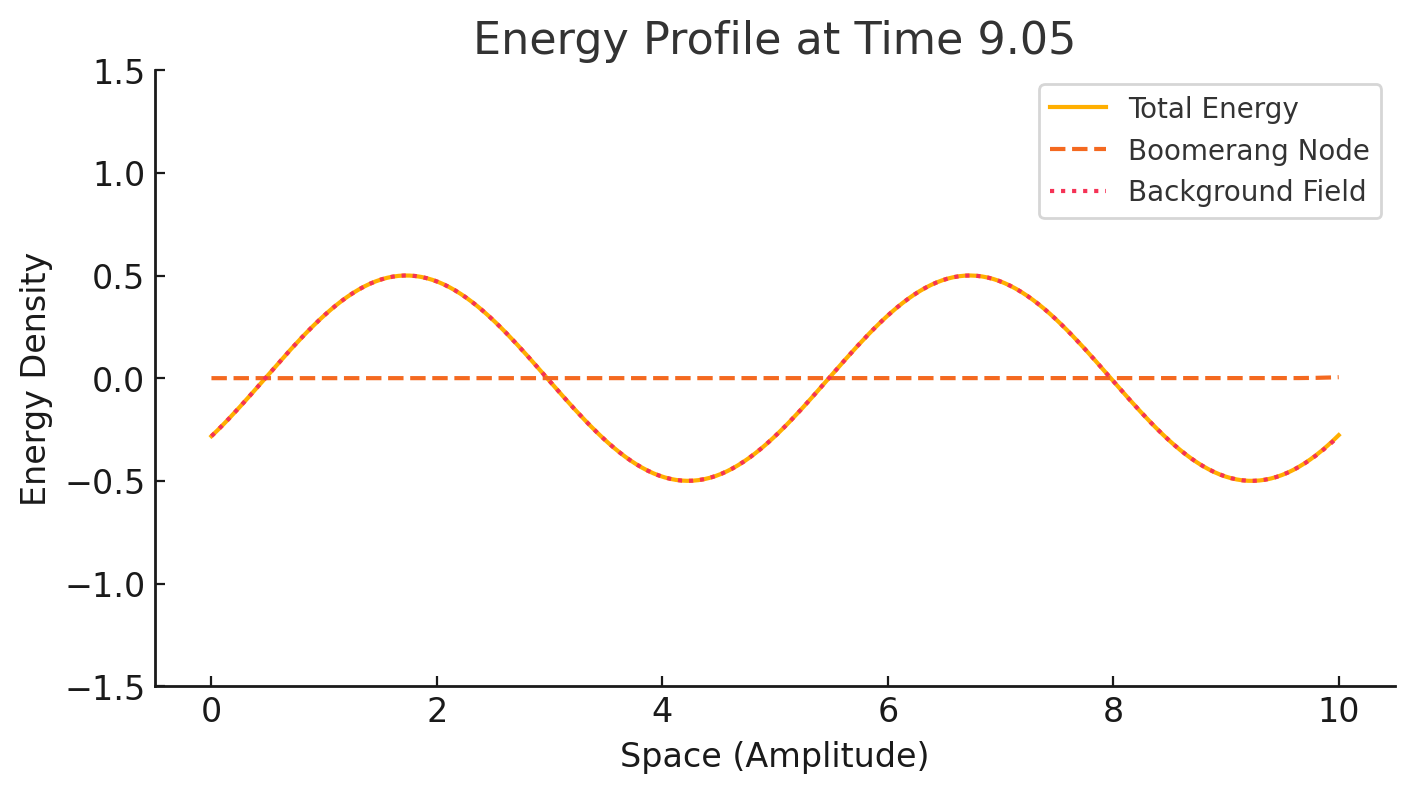 Energy Profile at Time 9.05
Total Energy
Boomerang Node
Background Field
Energy Density
1.5
1.0
0.5
0.0
−0.5
−1.0
−1.5
0 2 4 6 8 10
Space (Amplitude)